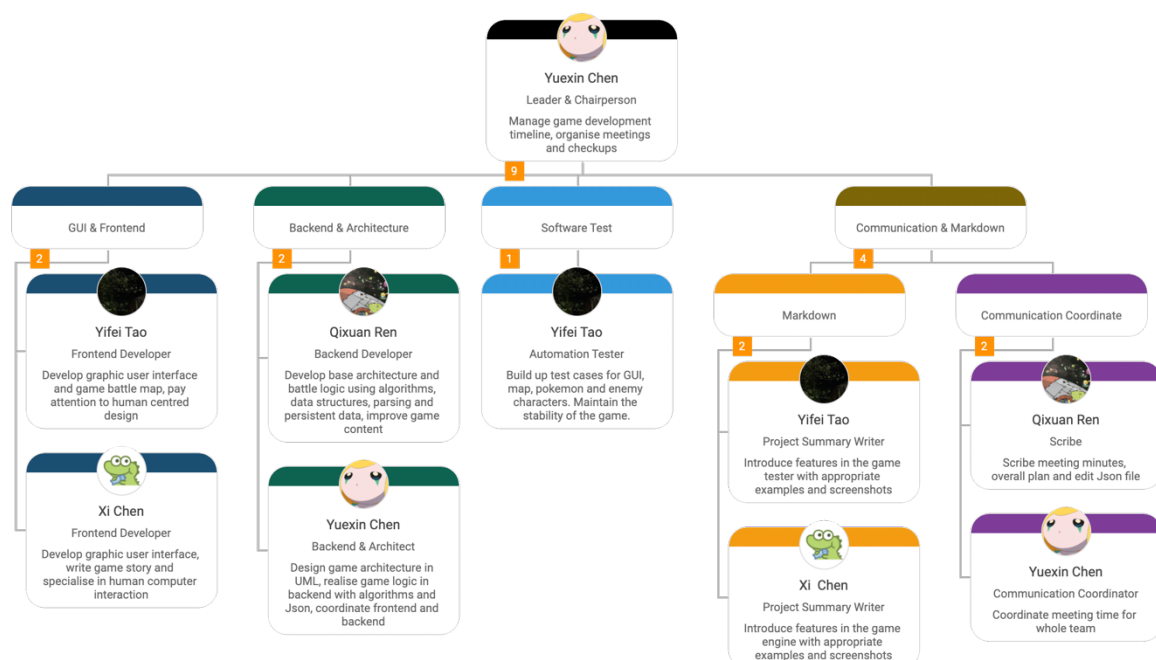 Yuexin Chen
Leader & Chairperson
Manage game development
timeline, organise meetings
and checkups
9
GUI & Frontend
Backend & Architecture
Software Test
Communication & Markdown
2
2
1
4
Yifei Tao
Frontend Developer
Develop graphic user interface
and game battle map, pay
attention to human centred
design
Qixuan Ren
Backend Developer
Develop base architecture and
battle logic using algorithms,
data structures, parsing and
persistent data, improve game
content
Yifei Tao
Automation Tester
Build up test cases for GUI,
map, pokemon and enemy
characters. Maintain the
stability of the game.
Markdown
Communication Coordinate
2
2
Yifei Tao
Project Summary Writer
Introduce features in the game
tester with appropriate
examples and screenshots
Qixuan Ren
Scribe
Scribe meeting minutes,
overall plan and edit Json file
Xi Chen
Frontend Developer
Develop graphic user interface,
write game story and
specialise in human computer
interaction
Yuexin Chen
Backend & Architect
Design game architecture in
UML, realise game logic in
backend with algorithms and
Json, coordinate frontend and
backend
Xi Chen
Project Summary Writer
Introduce features in the game
engine with appropriate
examples and screenshots
Yuexin Chen
Communication Coordinator
Coordinate meeting time for
whole team